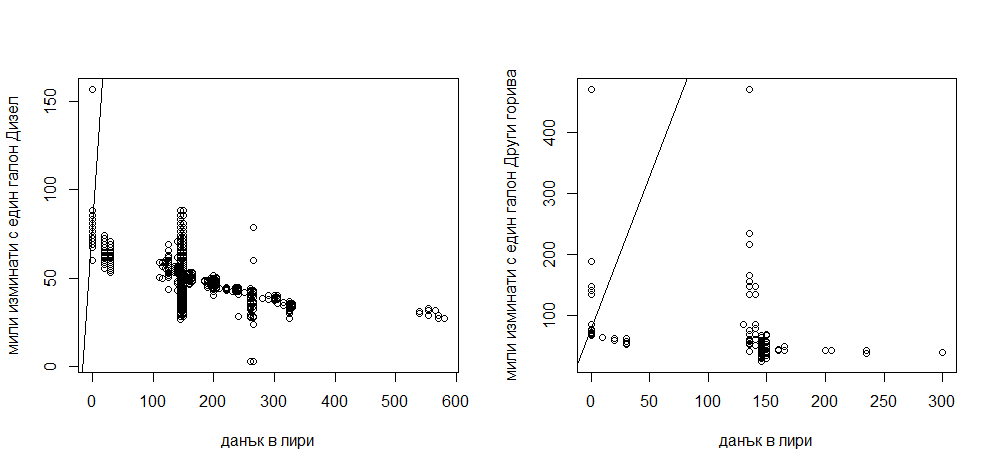 мили изминати с един галон Дизел
150
100
50
0
0 100 200 300 400 500 600
данък в лири
мили изминати с един галон Други горива
400
300
200
100
0 50 100 150 200 250 300
данък в лири